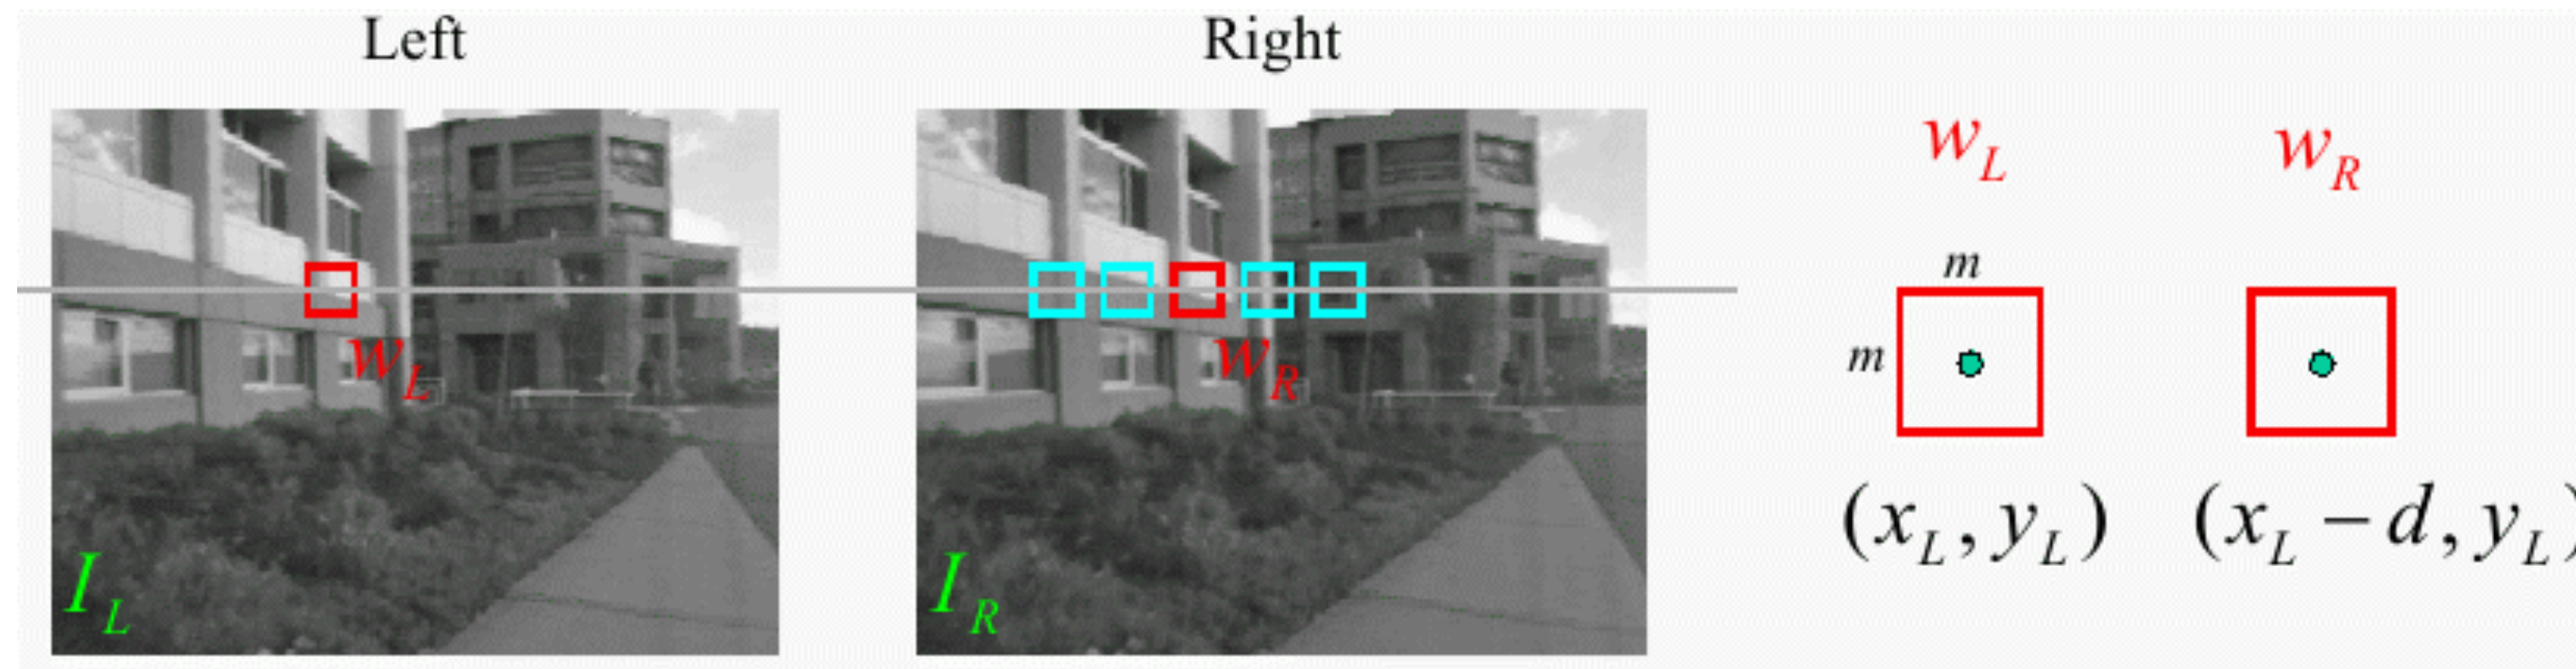 Left
Right
w_L
w_R
m
m
(x_L, y_L)
(x_L − d, y_L)
w_L
w_R
I_L
I_R